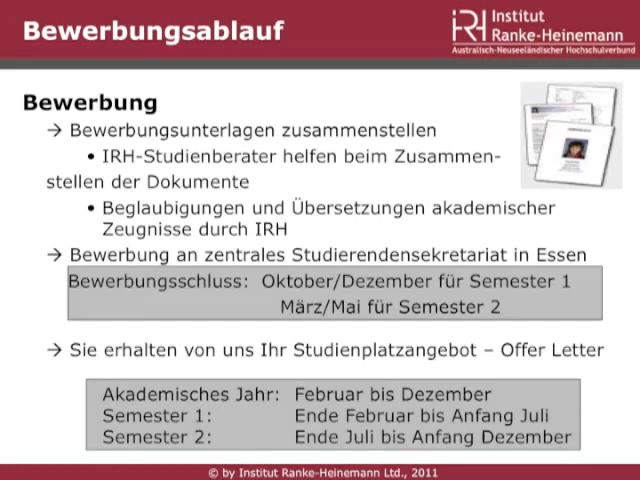 Bewerbungsablauf
iRH Institut
Ranke-Heinemann
Australisch-Neuseeländischer Hochschulverbund
Bewerbung
→ Bewerbungsunterlagen zusammenstellen
• IRH-Studienberater helfen beim Zusammen-
stellen der Dokumente
• Beglaubigungen und Übersetzungen akademischer
Zeugnisse durch IRH
→ Bewerbung an zentrales Studierendensekretariat in Essen
Bewerbungsschluss: Oktober/Dezember für Semester 1
März/Mai für Semester 2
→ Sie erhalten von uns Ihr Studienplatzangebot – Offer Letter
Akademisches Jahr: Februar bis Dezember
Semester 1: Ende Februar bis Anfang Juli
Semester 2: Ende Juli bis Anfang Dezember
© by Institut Ranke-Heinemann Ltd., 2011